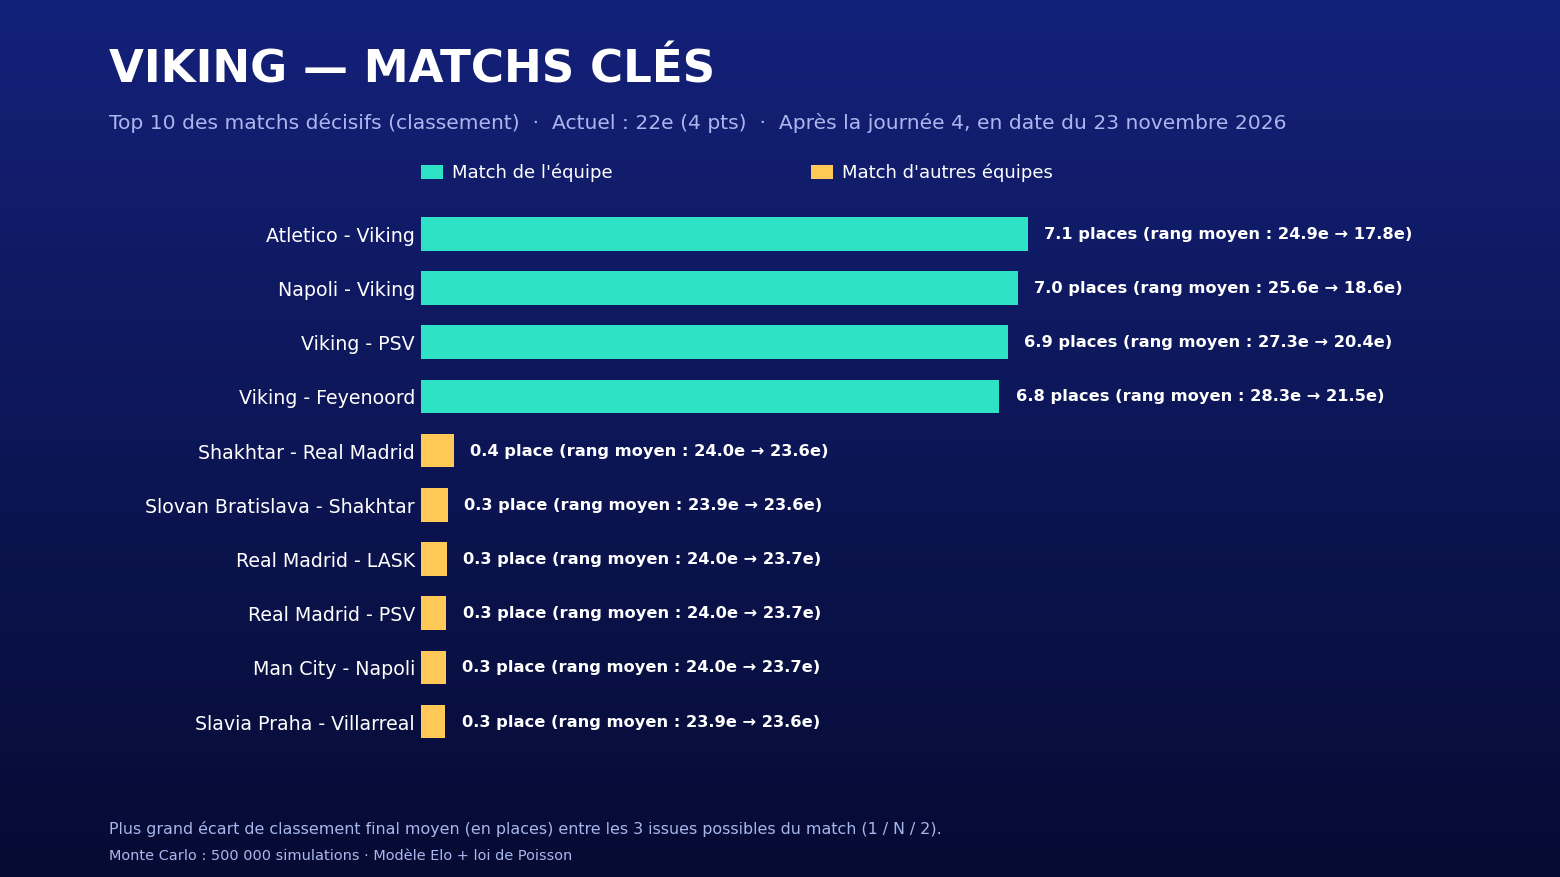 VIKING — MATCHS CLÉS
Top 10 des matchs décisifs (classement)  ·  Actuel : 22e (4 pts)  ·  Après la journée 4, en date du 23 novembre 2026
Match de l'équipe
Match d'autres équipes
Atletico - Viking 7.1 places (rang moyen : 24.9e → 17.8e)
Napoli - Viking 7.0 places (rang moyen : 25.6e → 18.6e)
Viking - PSV 6.9 places (rang moyen : 27.3e → 20.4e)
Viking - Feyenoord 6.8 places (rang moyen : 28.3e → 21.5e)
Shakhtar - Real Madrid 0.4 place (rang moyen : 24.0e → 23.6e)
Slovan Bratislava - Shakhtar 0.3 place (rang moyen : 23.9e → 23.6e)
Real Madrid - LASK 0.3 place (rang moyen : 24.0e → 23.7e)
Real Madrid - PSV 0.3 place (rang moyen : 24.0e → 23.7e)
Man City - Napoli 0.3 place (rang moyen : 24.0e → 23.7e)
Slavia Praha - Villarreal 0.3 place (rang moyen : 23.9e → 23.6e)
Plus grand écart de classement final moyen (en places) entre les 3 issues possibles du match (1 / N / 2).
Monte Carlo : 500 000 simulations · Modèle Elo + loi de Poisson